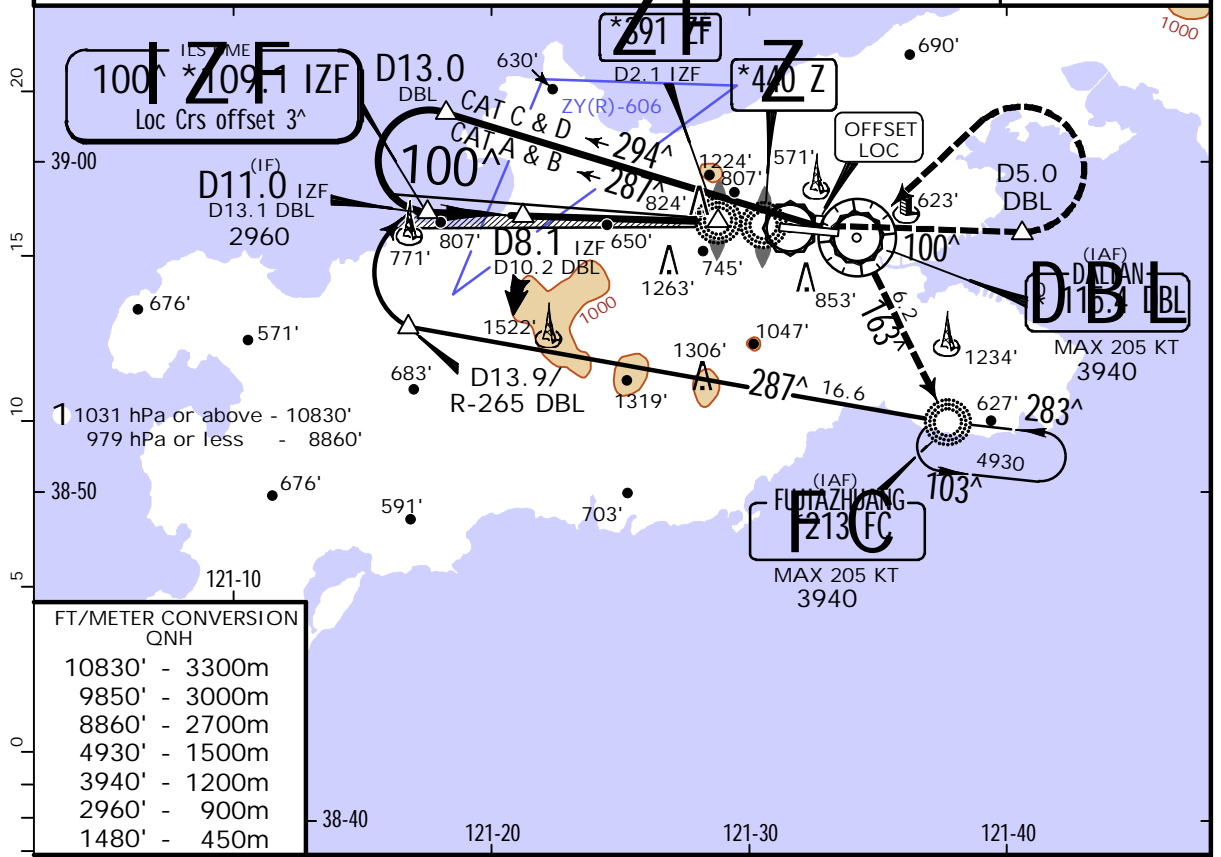 1000
690'
ZF
*391 ZF
D2.1 IZF
IZF
ILS DME
100^ *109.1 IZF
Loc Crs offset 3^
D13.0
DBL
630'
ZY(R)-606
Z
*440 Z
OFFSET
LOC
20
CAT C & D
294^
CAT A & B
287^
100^
39-00
1224'
807'
824'
571'
623'
D5.0
DBL
(IF)
D11.0 IZF
D13.1 DBL
2960
15
771'
807'
D8.1 IZF
D10.2 DBL
650'
745'
1263'
853'
100^
(IAF)
DALIAN
DBL
115.4 DBL
MAX 205 KT
3940
676'
571'
1522'
1000
1047'
1306'
163^
6.2
1234'
683'
D13.9/
R-265 DBL
1319'
287^ 16.6
627'
283^
10
1 1031 hPa or above - 10830'
979 hPa or less - 8860'
4930
103^
38-50
676'
591'
703'
(IAF)
FUJIAZHUANG
FC
*213 FC
MAX 205 KT
3940
5
121-10
FT/METER CONVERSION
QNH
10830' - 3300m
9850' - 3000m
8860' - 2700m
4930' - 1500m
3940' - 1200m
2960' - 900m
1480' - 450m
0
38-40
121-20
121-30
121-40